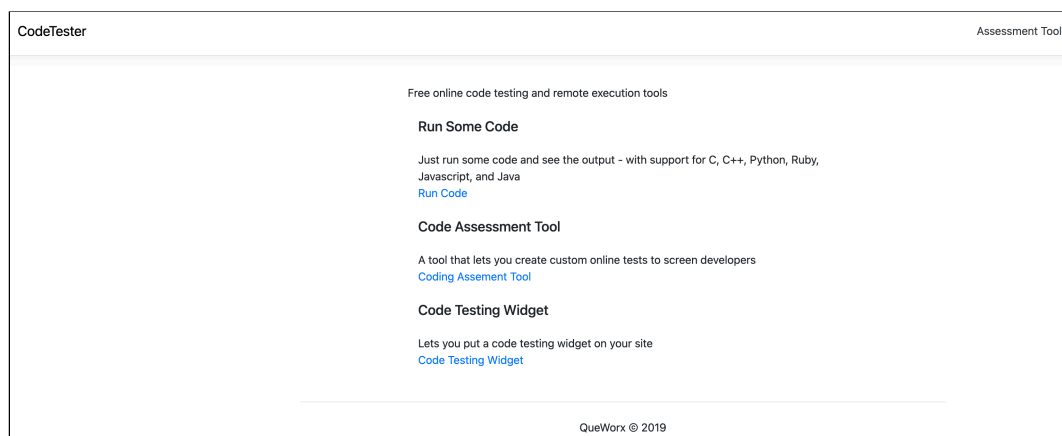 CodeTester
Assessment Tool
Free online code testing and remote execution tools
Run Some Code
Just run some code and see the output - with support for C, C++, Python, Ruby,
Javascript, and Java
Run Code
Code Assessment Tool
A tool that lets you create custom online tests to screen developers
Coding Assement Tool
Code Testing Widget
Lets you put a code testing widget on your site
Code Testing Widget
QueWorx © 2019